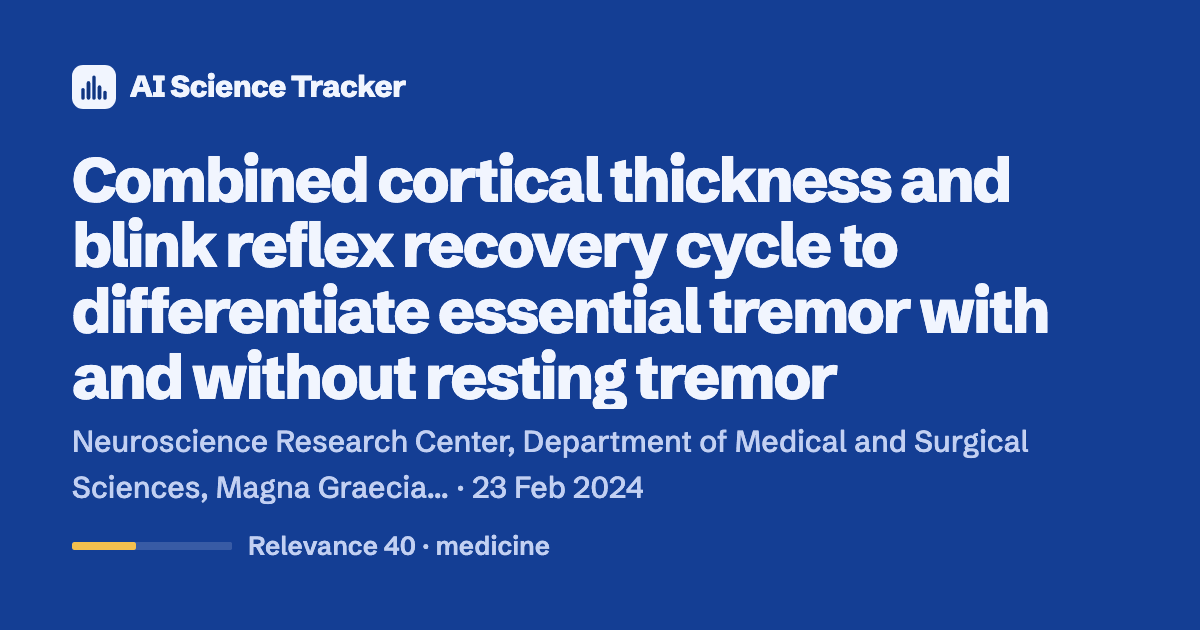 AI Science Tracker
Combined cortical thickness and
blink reflex recovery cycle to
differentiate essential tremor with
and without resting tremor
Neuroscience Research Center, Department of Medical and Surgical
Sciences, Magna Graecia... · 23 Feb 2024
Relevance 40 · medicine